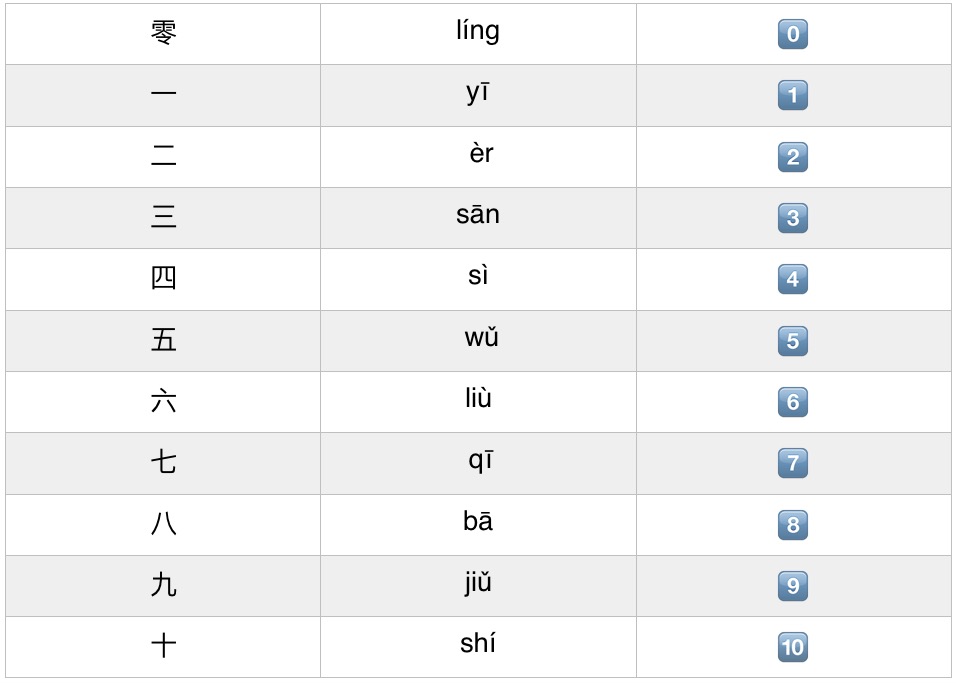 零 líng 0
一 yī 1
二 èr 2
三 sān 3
四 sì 4
五 wǔ 5
六 liù 6
七 qī 7
八 bā 8
九 jiǔ 9
十 shí 10